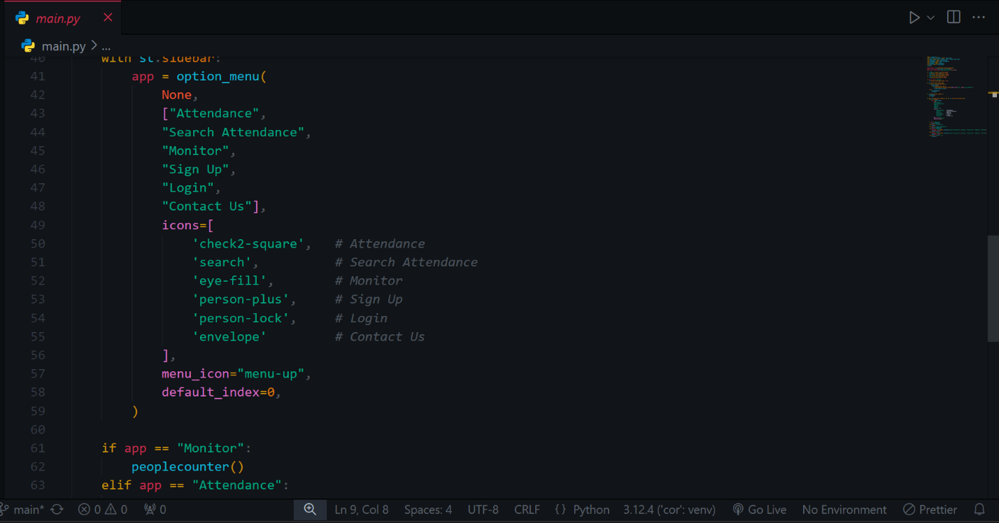 main.py
main.py > ...
40 with st.sidebar:
41 app = option_menu(
42 None,
43 ["Attendance",
44 "Search Attendance",
45 "Monitor",
46 "Sign Up",
47 "Login",
48 "Contact Us"],
49 icons=[
50 'check2-square', # Attendance
51 'search', # Search Attendance
52 'eye-fill', # Monitor
53 'person-plus', # Sign Up
54 'person-lock', # Login
55 'envelope' # Contact Us
56 ],
57 menu_icon="menu-up",
58 default_index=0,
59 )
60
61 if app == "Monitor":
62 peoplecounter()
63 elif app == "Attendance":
main* 0 0 0 Ln 9, Col 8 Spaces: 4 UTF-8 CRLF {} Python 3.12.4 ('cor': venv) Go Live No Environment Prettier